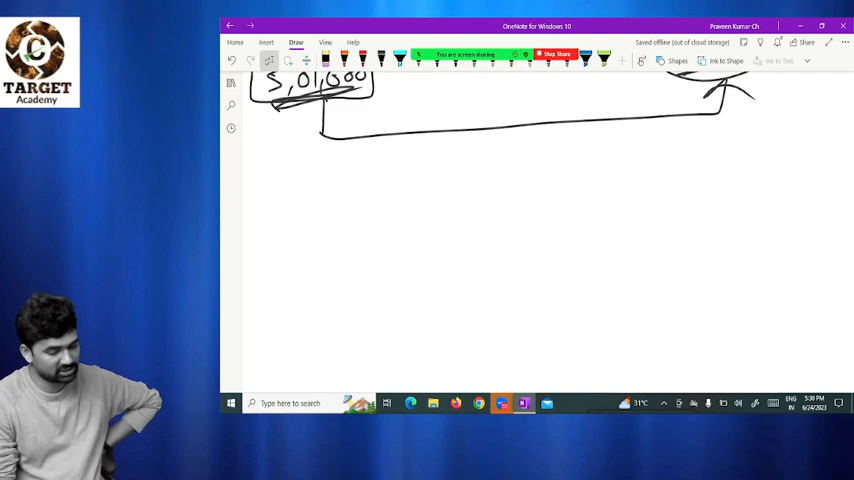 OneNote for Windows 10
Praveen Kumar Ch
Home Insert Draw View Help
Saved offline (out of cloud storage)
Share
You are screen sharing
Stop Share
Shapes
Ink to Shape
Ink to Text
TARGET
Academy
5,01,000
Type here to search
31°C
ENG
IN
5:30 PM
6/24/2023